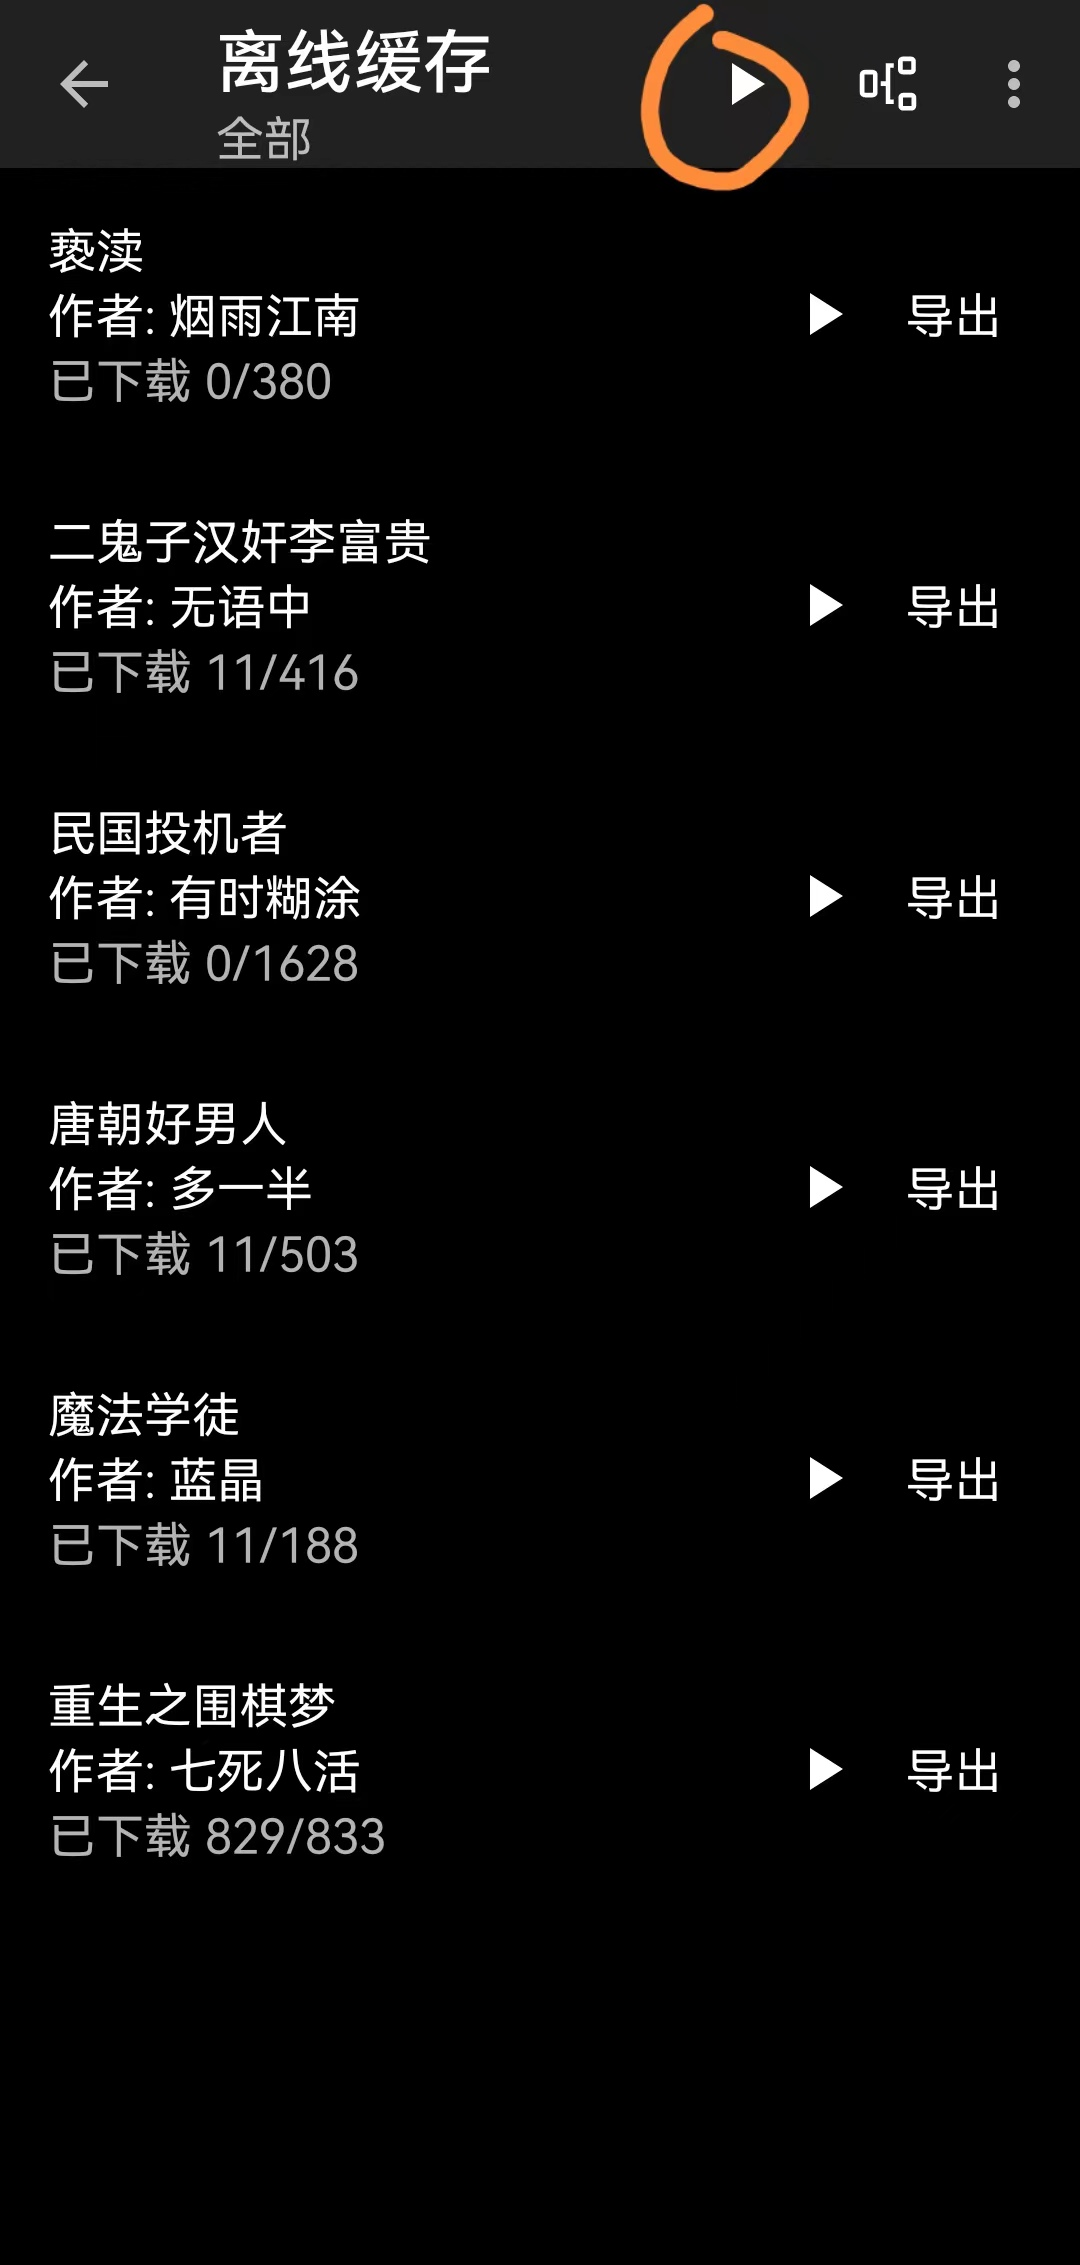 离线缓存
全部
亵渎
作者: 烟雨江南
已下载 0/380
导出
二鬼子汉奸李富贵
作者: 无语中
已下载 11/416
导出
民国投机者
作者: 有时糊涂
已下载 0/1628
导出
唐朝好男人
作者: 多一半
已下载 11/503
导出
魔法学徒
作者: 蓝晶
已下载 11/188
导出
重生之围棋梦
作者: 七死八活
已下载 829/833
导出